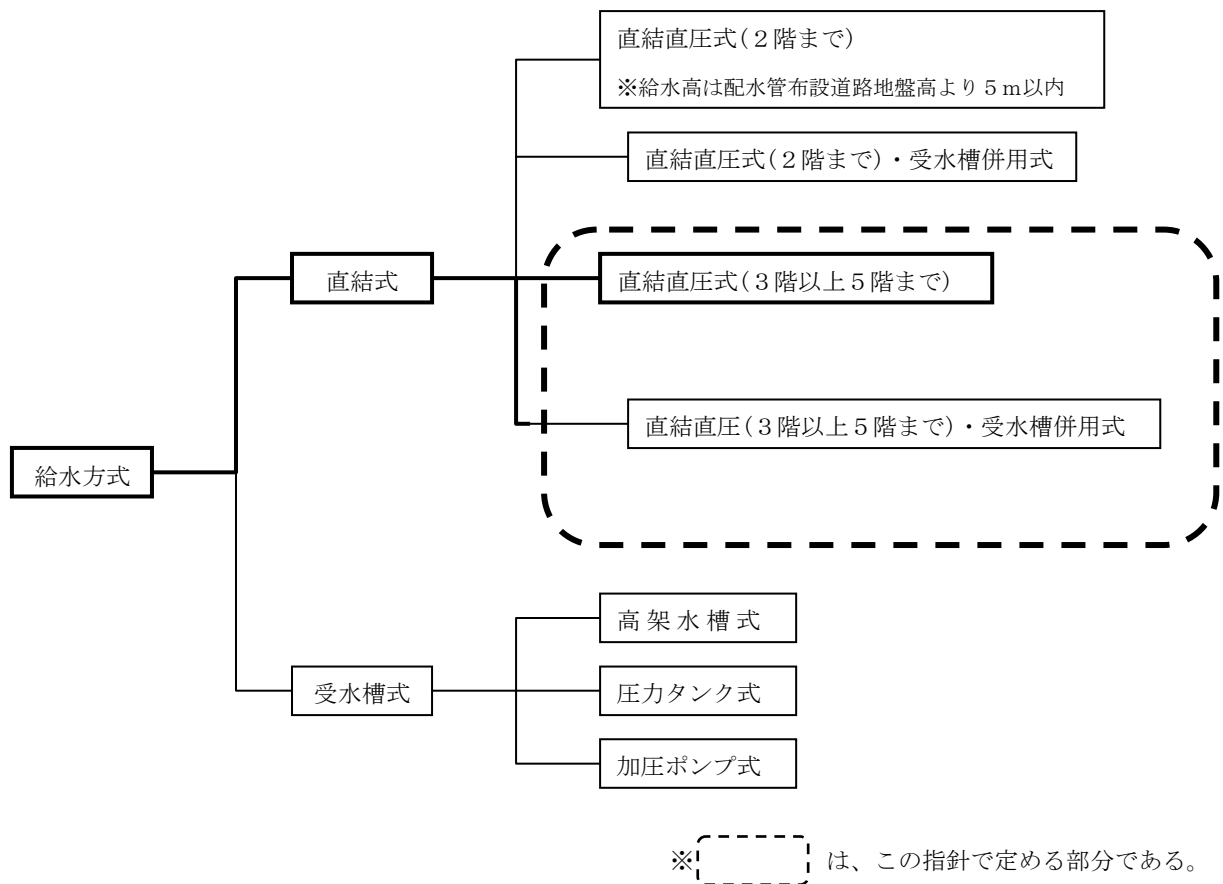 直結直圧式(２階まで)
※給水高は配水管布設道路地盤高より５ｍ以内
直結直圧式(２階まで)・受水槽併用式
直結式
直結直圧式(３階以上５階まで)
直結直圧(３階以上５階まで)・受水槽併用式
給水方式
高架水槽式
受水槽式
圧力タンク式
加圧ポンプ式
※ は、この指針で定める部分である。